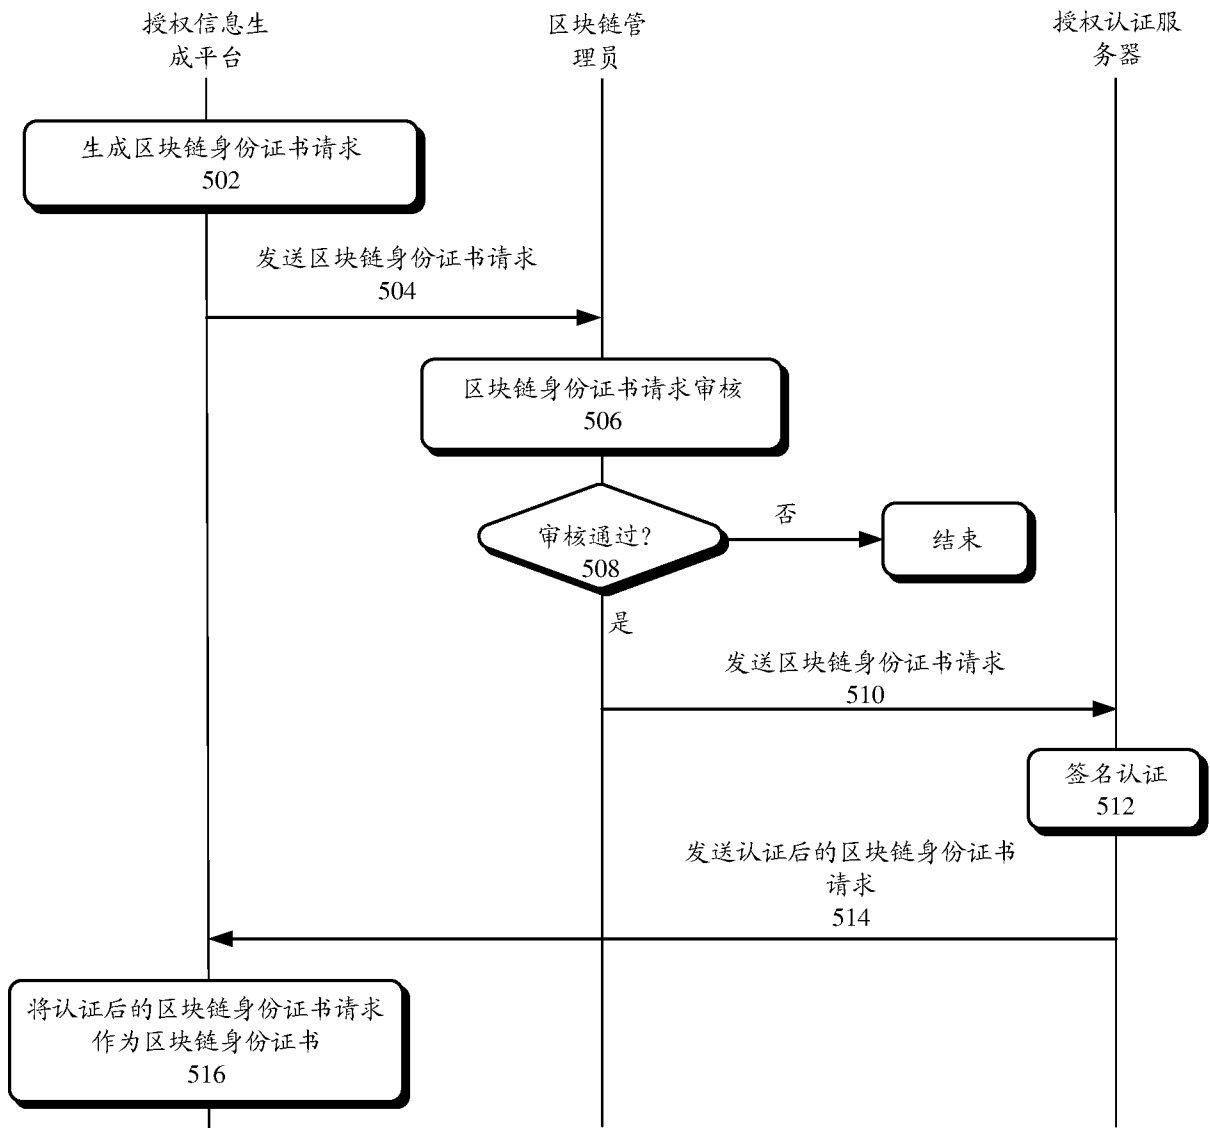 授权信息生
成平台
区块链管
理员
授权认证服
务器
生成区块链身份证书请求
502
发送区块链身份证书请求
504
区块链身份证书请求审核
506
审核通过?
508
否
结束
是
发送区块链身份证书请求
510
签名认证
512
发送认证后的区块链身份证书
请求
514
将认证后的区块链身份证书请求
作为区块链身份证书
516